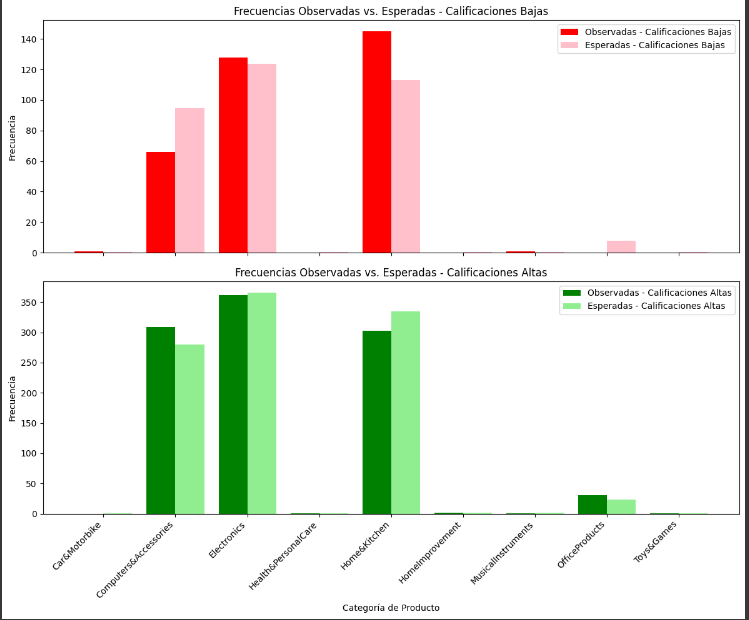 Frecuencias Observadas vs. Esperadas - Calificaciones Bajas
Observadas - Calificaciones Bajas
Esperadas - Calificaciones Bajas
Frecuencia
140
120
100
80
60
40
20
0
Frecuencias Observadas vs. Esperadas - Calificaciones Altas
Observadas - Calificaciones Altas
Esperadas - Calificaciones Altas
Frecuencia
350
300
250
200
150
100
50
0
Car&Motorbike
Computers&Accessories
Electronics
Health&PersonalCare
Home&Kitchen
HomeImprovement
MusicalInstruments
OfficeProducts
Toys&Games
Categoría de Producto